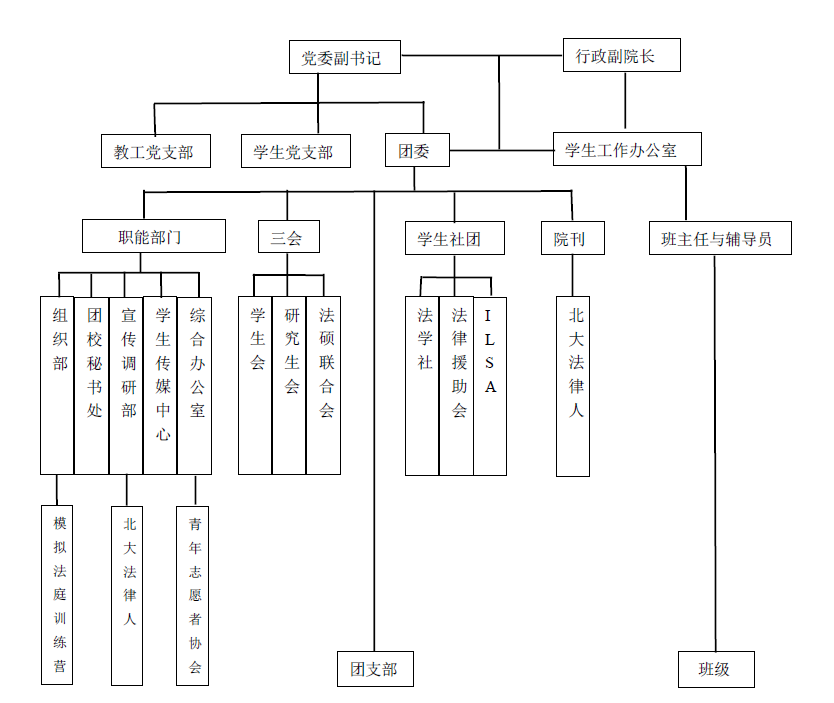 党委副书记
行政副院长
教工党支部
学生党支部
团委
学生工作办公室
职能部门
三会
学生社团
院刊
班主任与辅导员
组织部
团校秘书处
宣传调研部
学生传媒中心
综合办公室
学生会
研究生会
法硕联合会
法学社
法律援助会
ILSA
北大法律人
模拟法庭训练营
北大法律人
青年志愿者协会
团支部
班级